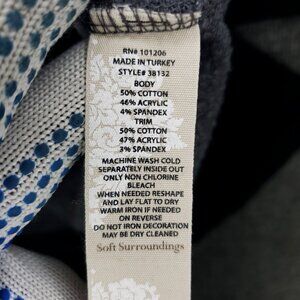 RN# 101206
MADE IN TURKEY
STYLE# 38132
BODY
50% COTTON
46% ACRYLIC
4% SPANDEX
TRIM
50% COTTON
47% ACRYLIC
3% SPANDEX
MACHINE WASH COLD
SEPARATELY INSIDE OUT
ONLY NON CHLORINE
BLEACH
WHEN NEEDED RESHAPE
AND LAY FLAT TO DRY
WARM IRON IF NEEDED
ON REVERSE
DO NOT IRON DECORATION
MAY BE DRY CLEANED
Soft Surroundings